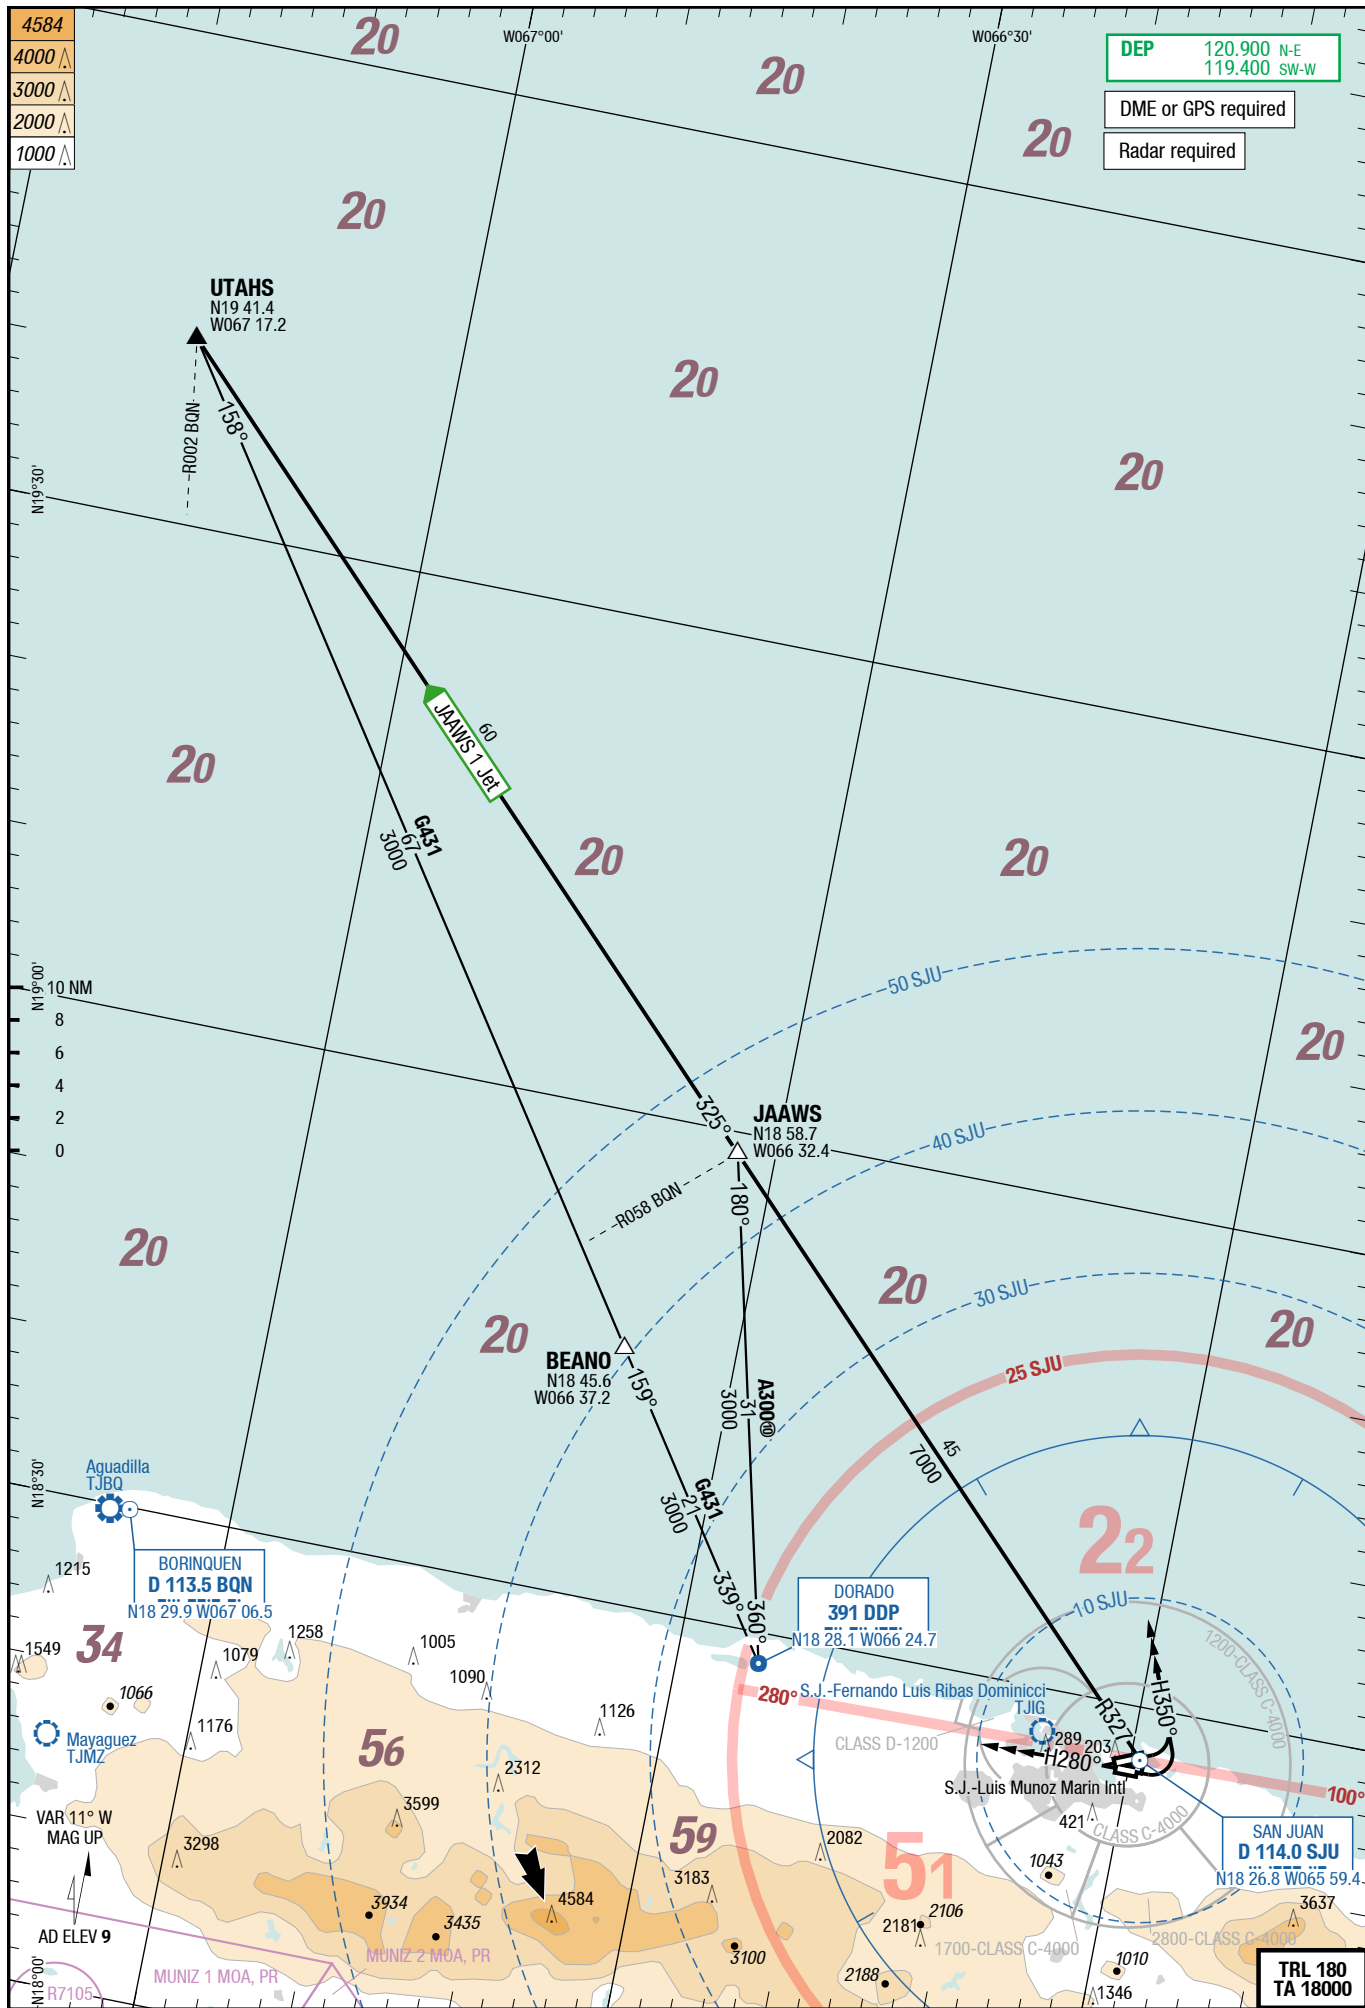 4584
4000
3000
2000
1000
20
W067°00'
W066°30'
20
DEP 120.900 N-E
119.400 SW-W
DME or GPS required
Radar required
20
20
UTAHS
N19 41.4
W067 17.2
R002 BQN
158°
20
20
N19°30'
JAAWS 1 Jet
60
20
G431
67
3000
20
20
50 SJU
N19°00'
10 NM
8
6
4
2
0
20
325°
JAAWS
N18 58.7
W066 32.4
40 SJU
180°
R058 BQN
20
20
30 SJU
20
20
BEANO
N18 45.6
W066 37.2
159°
A300
31
3000
25 SJU
45
7000
N18°30'
Aguadilla
TJBQ
G431
21
3000
22
BORINQUEN
D 113.5 BQN
N18 29.9 W067 06.5
1215
339°
360°
DORADO
391 DDP
N18 28.1 W066 24.7
10 SJU
1200-CLASS C-4000
34
1549
1079
1258
1005
1090
1066
1126
1176
Mayaguez
TJMZ
56
280°
S.J.-Fernando Luis Ribas Dominicci
TJIG
R327
H350°
CLASS D-1200
289
203
H280°
S.J.-Luis Munoz Marin Intl
100°
2312
3599
421
CLASS C-4000
VAR 11° W
MAG UP
3298
59
2082
51
SAN JUAN
D 114.0 SJU
N18 26.8 W065 59.4
1043
3183
4584
3934
3435
2106
2181
3637
AD ELEV 9
MUNIZ 2 MOA, PR
3100
1700-CLASS C-4000
2800-CLASS C-4000
MUNIZ 1 MOA, PR
2188
1010
N18°00'
R7105
1346
TRL 180
TA 18000